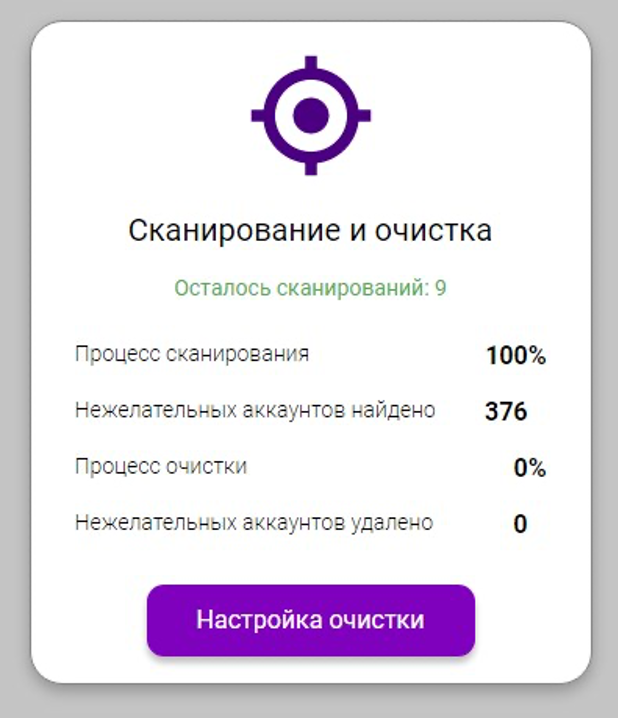 Сканирование и очистка
Осталось сканирований: 9
Процесс сканирования 100%
Нежелательных аккаунтов найдено 376
Процесс очистки 0%
Нежелательных аккаунтов удалено 0
Настройка очистки